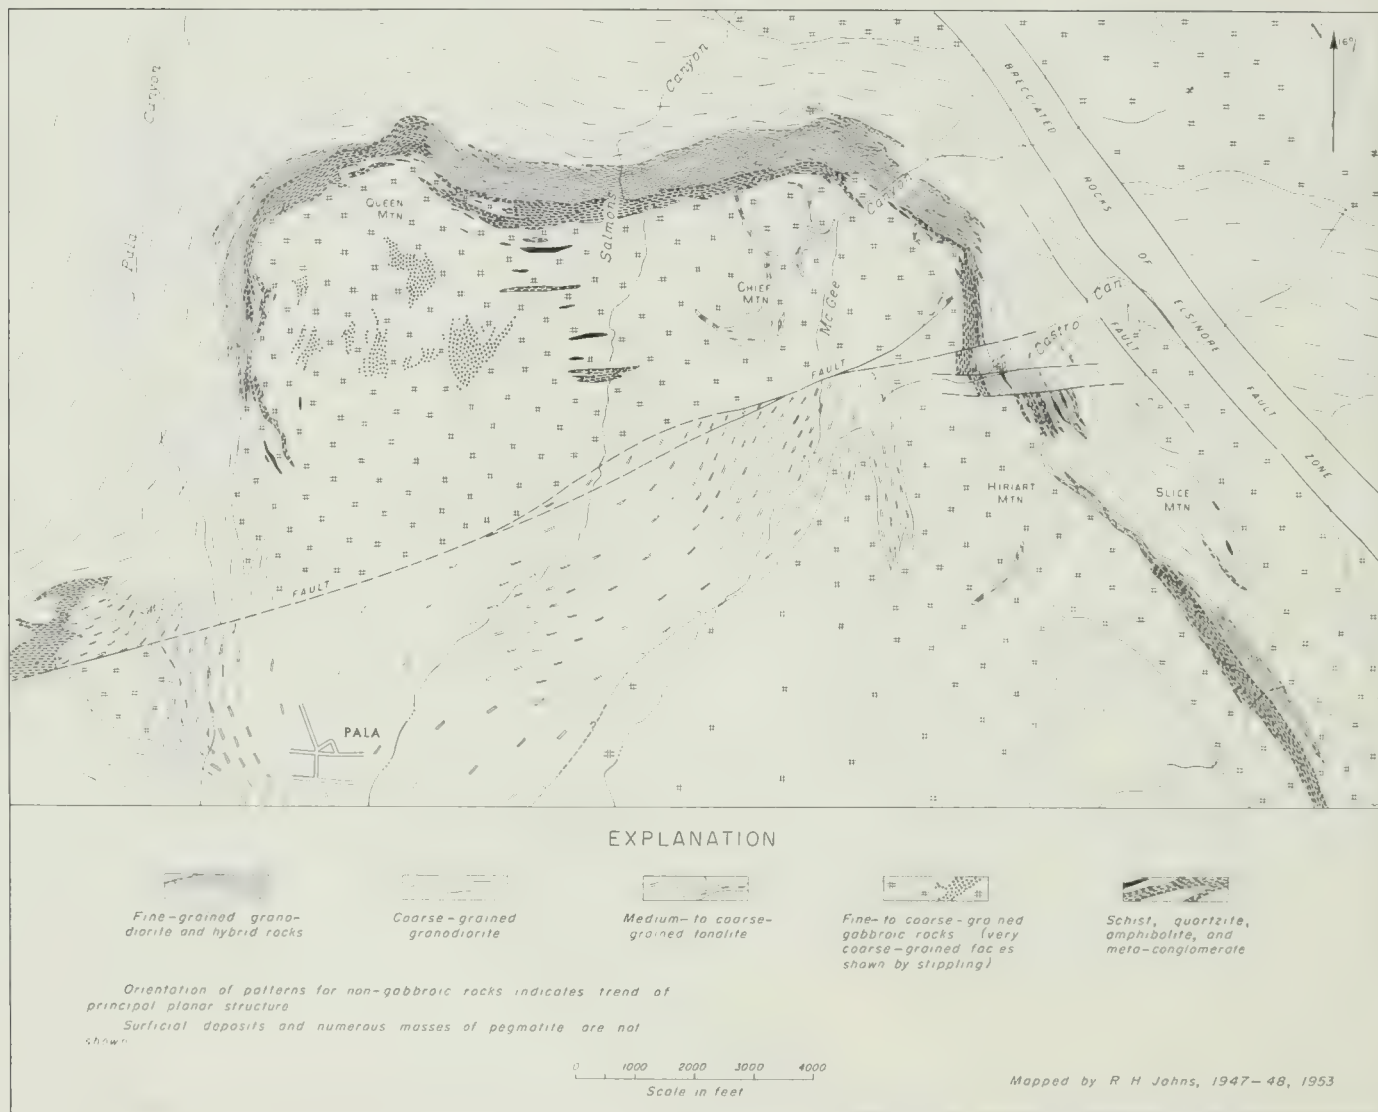 Canyon
Pala
Canyon
Salmons
QUEEN
MTN
CHIEF
MTN
McGee
Canyon
BRECCIATED ROCKS OF ELSINORE FAULT ZONE
16°
Castro Can
FAULT
FAULT
HIRIART
MTN
SLICE
MTN
FAULT
PALA
EXPLANATION
Fine-grained grano-
diorite and hybrid rocks
Coarse-grained
granodiorite
Medium- to coarse-
grained tonalite
Fine- to coarse-grained
gabbroic rocks (very
coarse-grained facies
shown by stippling)
Schist, quartzite,
amphibolite, and
meta-conglomerate
Orientation of patterns for non-gabbroic rocks indicates trend of
principal planar structure
Surficial deposits and numerous masses of pegmatite are not
shown
0 1000 2000 3000 4000
Scale in feet
Mapped by R H Johns, 1947-48, 1953